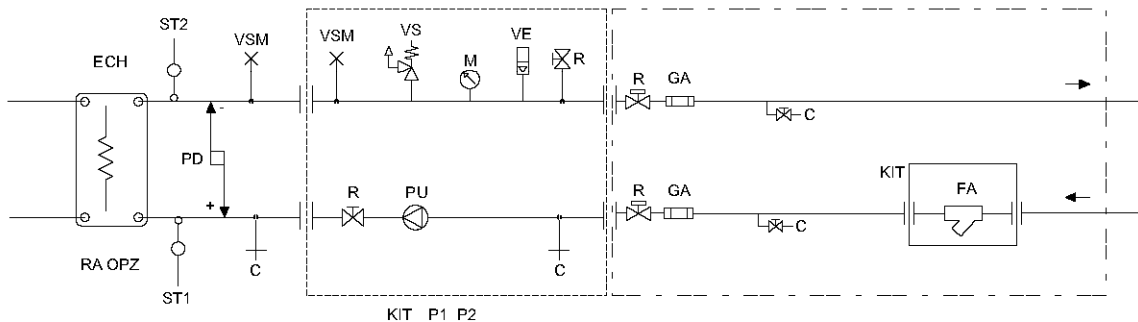 ST2
ECH
VSM
VSM
VS
M
VE
R
R
GA
C
-
PD
+
R
PU
R
GA
KIT
FA
C
RA OPZ
ST1
C
C
KIT P1 P2